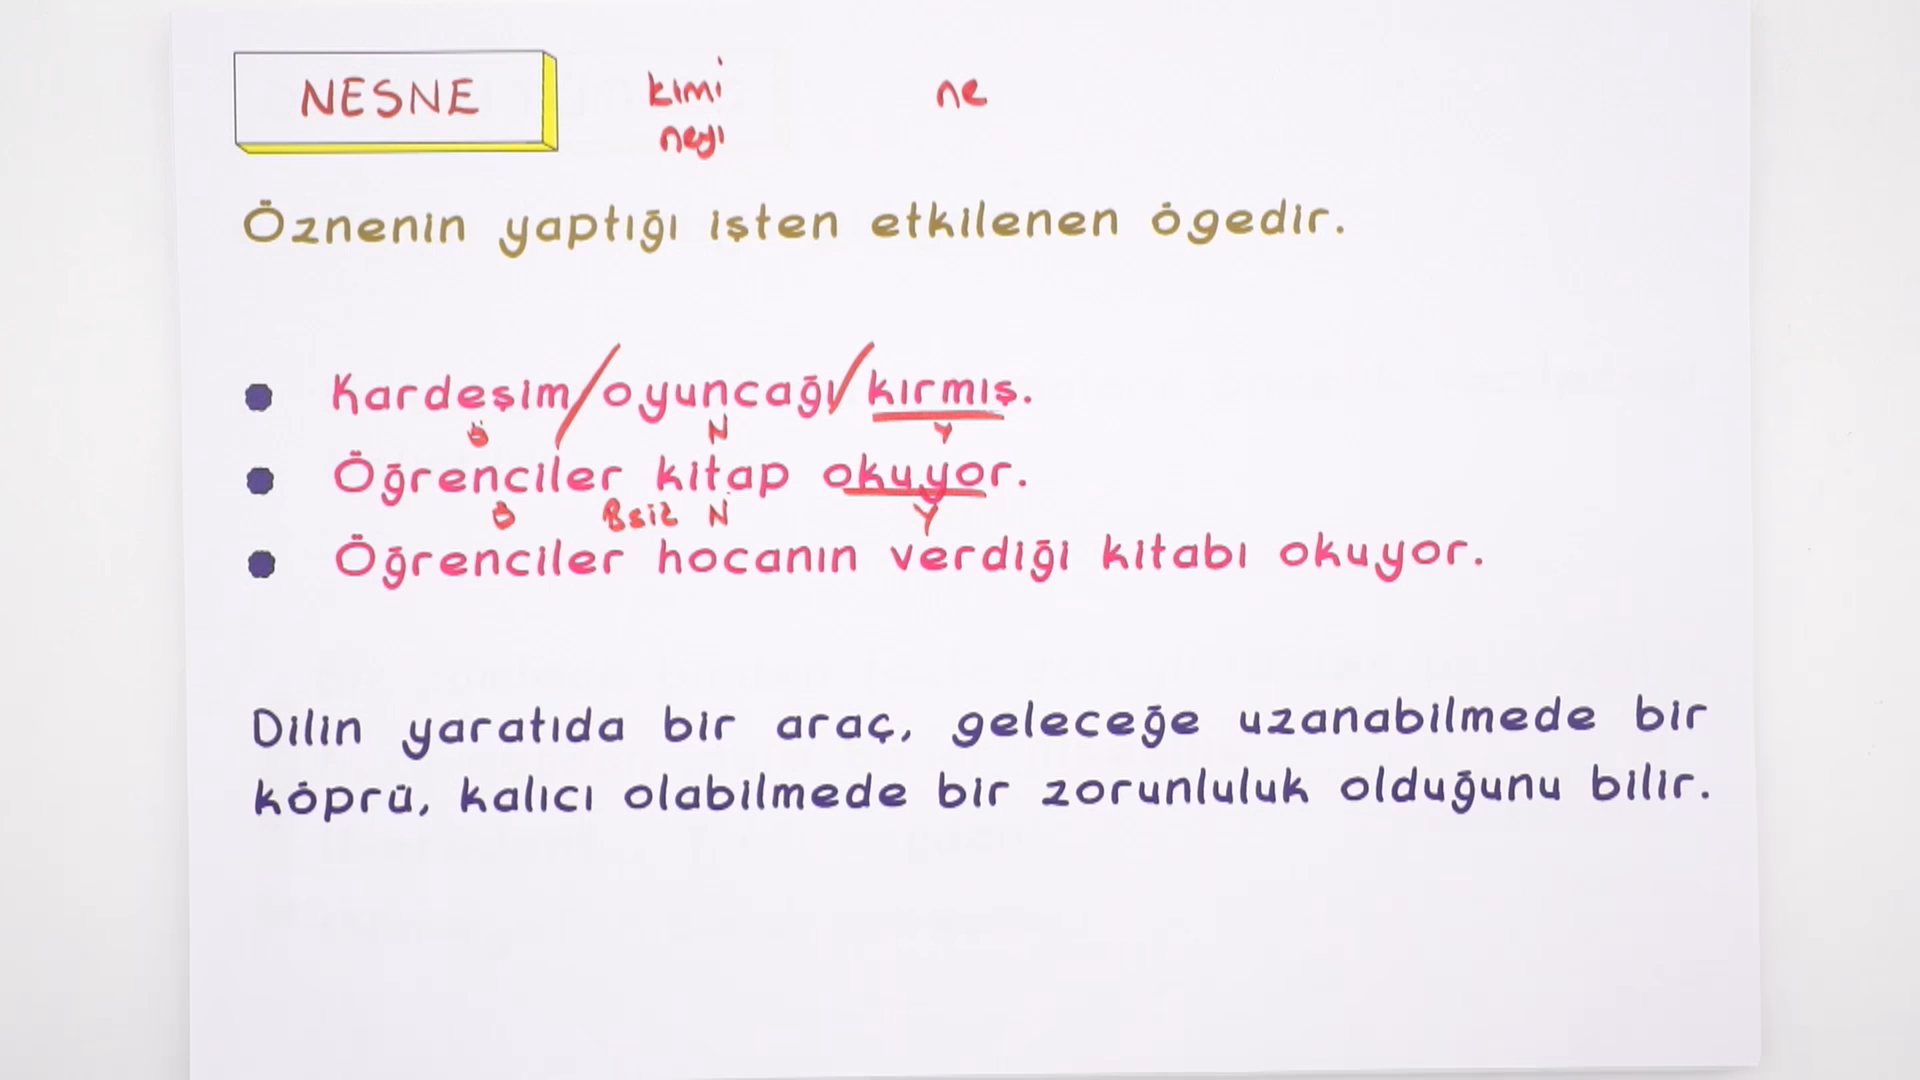 NESNE kimi ne
neyi
Öznenin yaptığı işten etkilenen ögedir.
Kardeşim/oyuncağı/kırmış.
Ö N Y
Öğrenciler kitap okuyor.
Ö Bsiz N Y
Öğrenciler hocanın verdiği kitabı okuyor.
Dilin yaratıda bir araç, geleceğe uzanabilmede bir
köprü, kalıcı olabilmede bir zorunluluk olduğunu bilir.